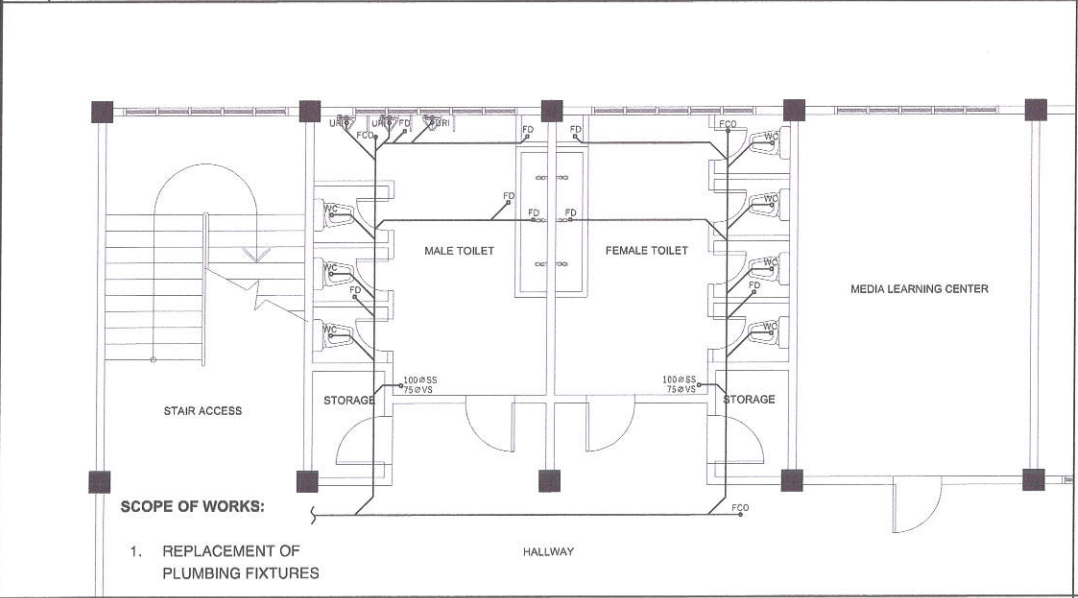 URI URI FD URI
FCO
FD FD
FCO
WC
WC
FD
FD FD
WC
WC
MALE TOILET FEMALE TOILET
WC
WC
FD
FD
MEDIA LEARNING CENTER
WC
WC
100⌀SS
75⌀VS
100⌀SS
75⌀VS
STORAGE
STORAGE
STAIR ACCESS
SCOPE OF WORKS:
FCO
1. REPLACEMENT OF
PLUMBING FIXTURES
HALLWAY